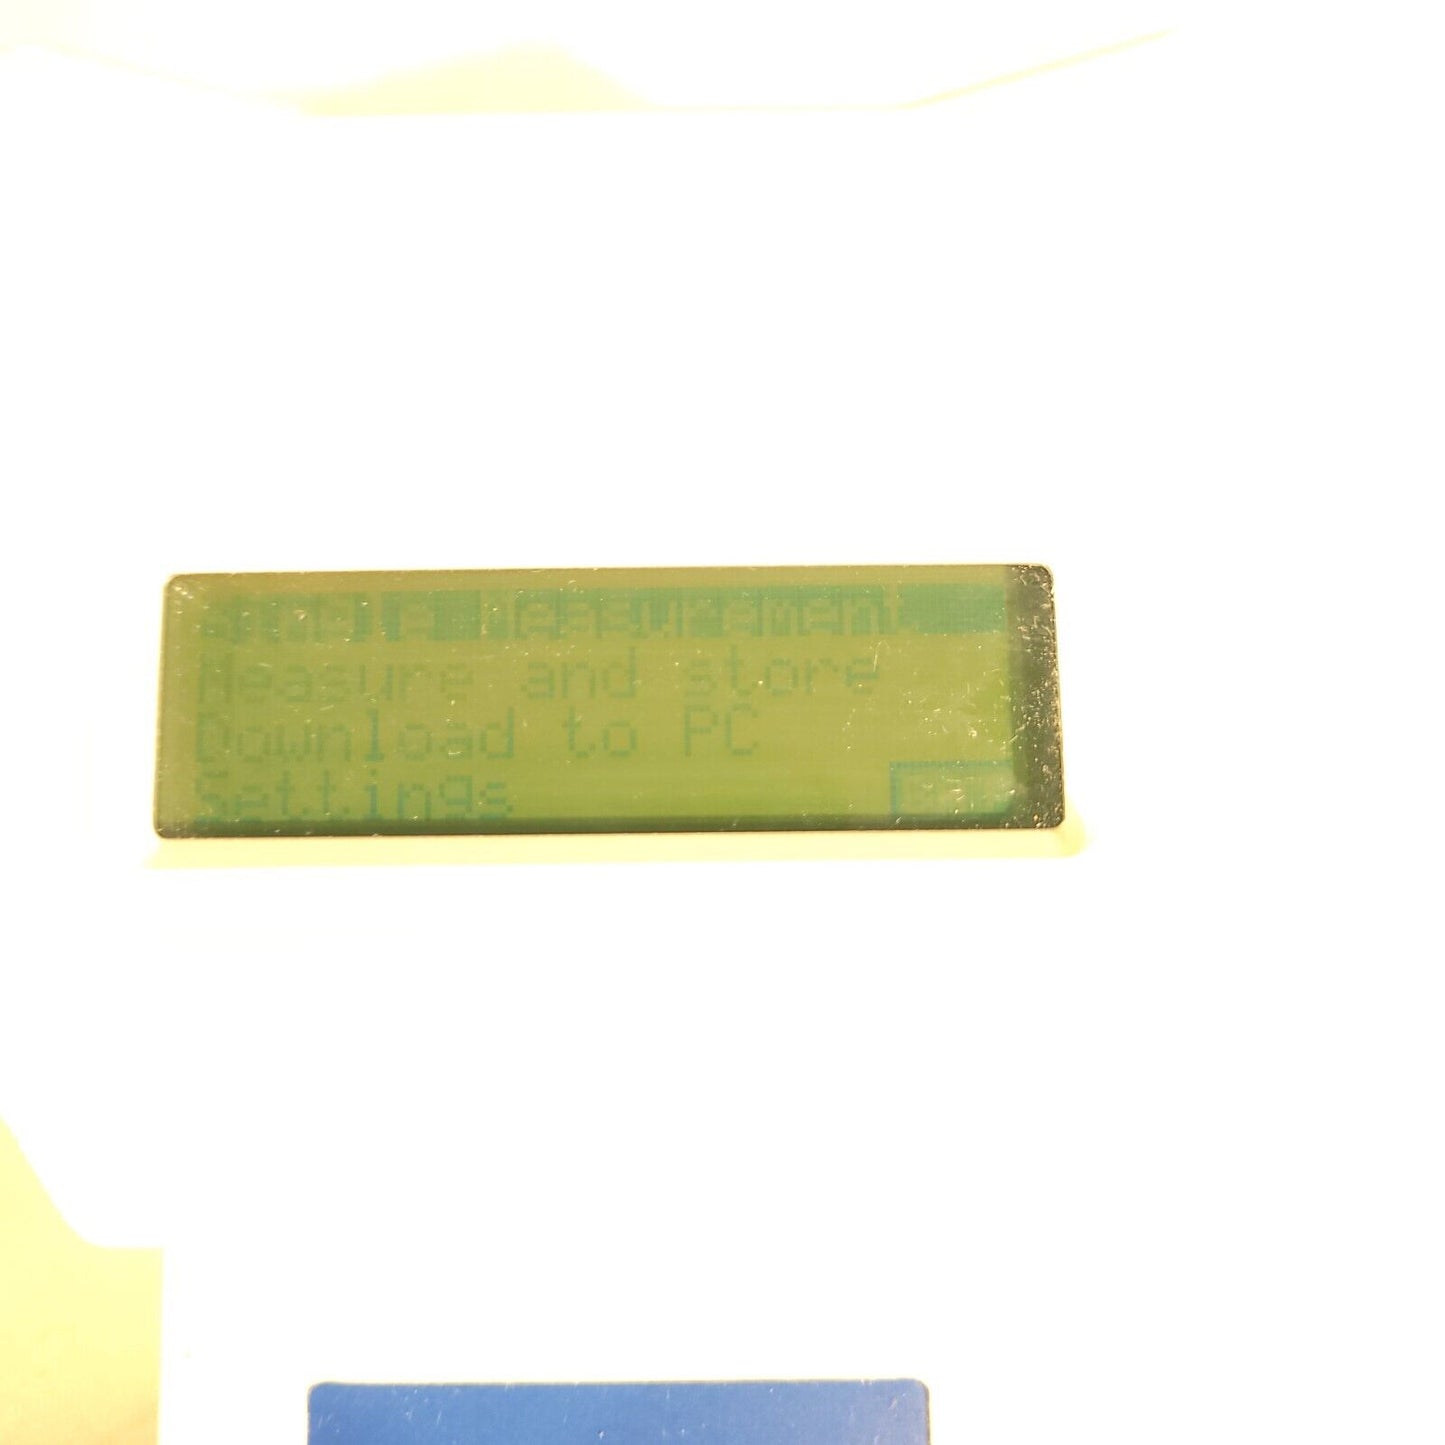 Measurement
Measure and store
Download to PC
Settings